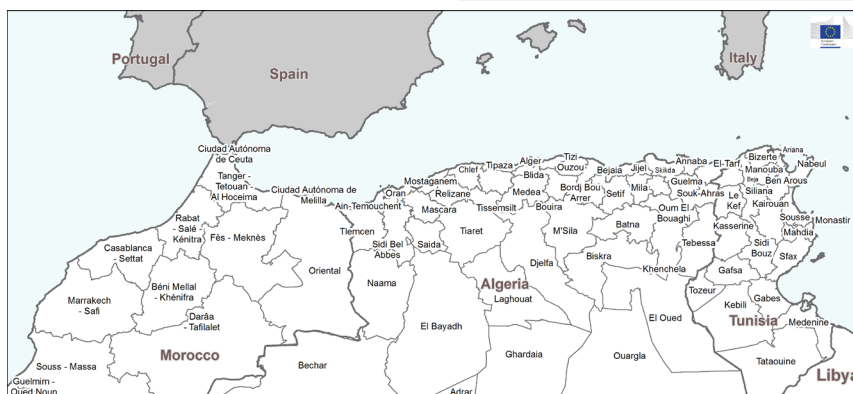 Portugal
Spain
Italy
Ciudad Autónoma
de Ceuta
Tanger -
Tetouan -
Al Hoceima
Ciudad Autónoma de
Melilla
Rabat
- Salé
Kénitra
Fès - Meknès
Casablanca
- Settat
Béni Mellal
- Khénifra
Marrakech
- Safi
Darâa
- Tafilalet
Oriental
Morocco
Souss - Massa
Guelmim -
Oued Noun
Ain-Temouchent
Oran
Mostaganem
Chlef
Tipaza
Alger
Blida
Tizi
Ouzou
Bejaia
Jijel
Skikda
Annaba
El-Tarf
Relizane
Medea
Bordj Bou
Arrer
Setif
Mila
Guelma
Souk-Ahras
Mascara
Tissemsilt
Bouira
Oum El-
Bouaghi
Tlemcen
Sidi Bel
Abbes
Saida
Tiaret
M'Sila
Batna
Tebessa
Biskra
Khenchela
Djelfa
Naama
Algeria
Laghouat
El Bayadh
El Oued
Bechar
Ghardaia
Ouargla
Adrar
Ariana
Bizerte
Nabeul
Manouba
Beja
Ben Arous
Siliana
Le
Kef
Kairouan
Sousse
Monastir
Mahdia
Kasserine
Sidi
Bouz
Sfax
Gafsa
Tozeur
Kebili
Gabes
Tunisia
Medenine
Tataouine
Libya